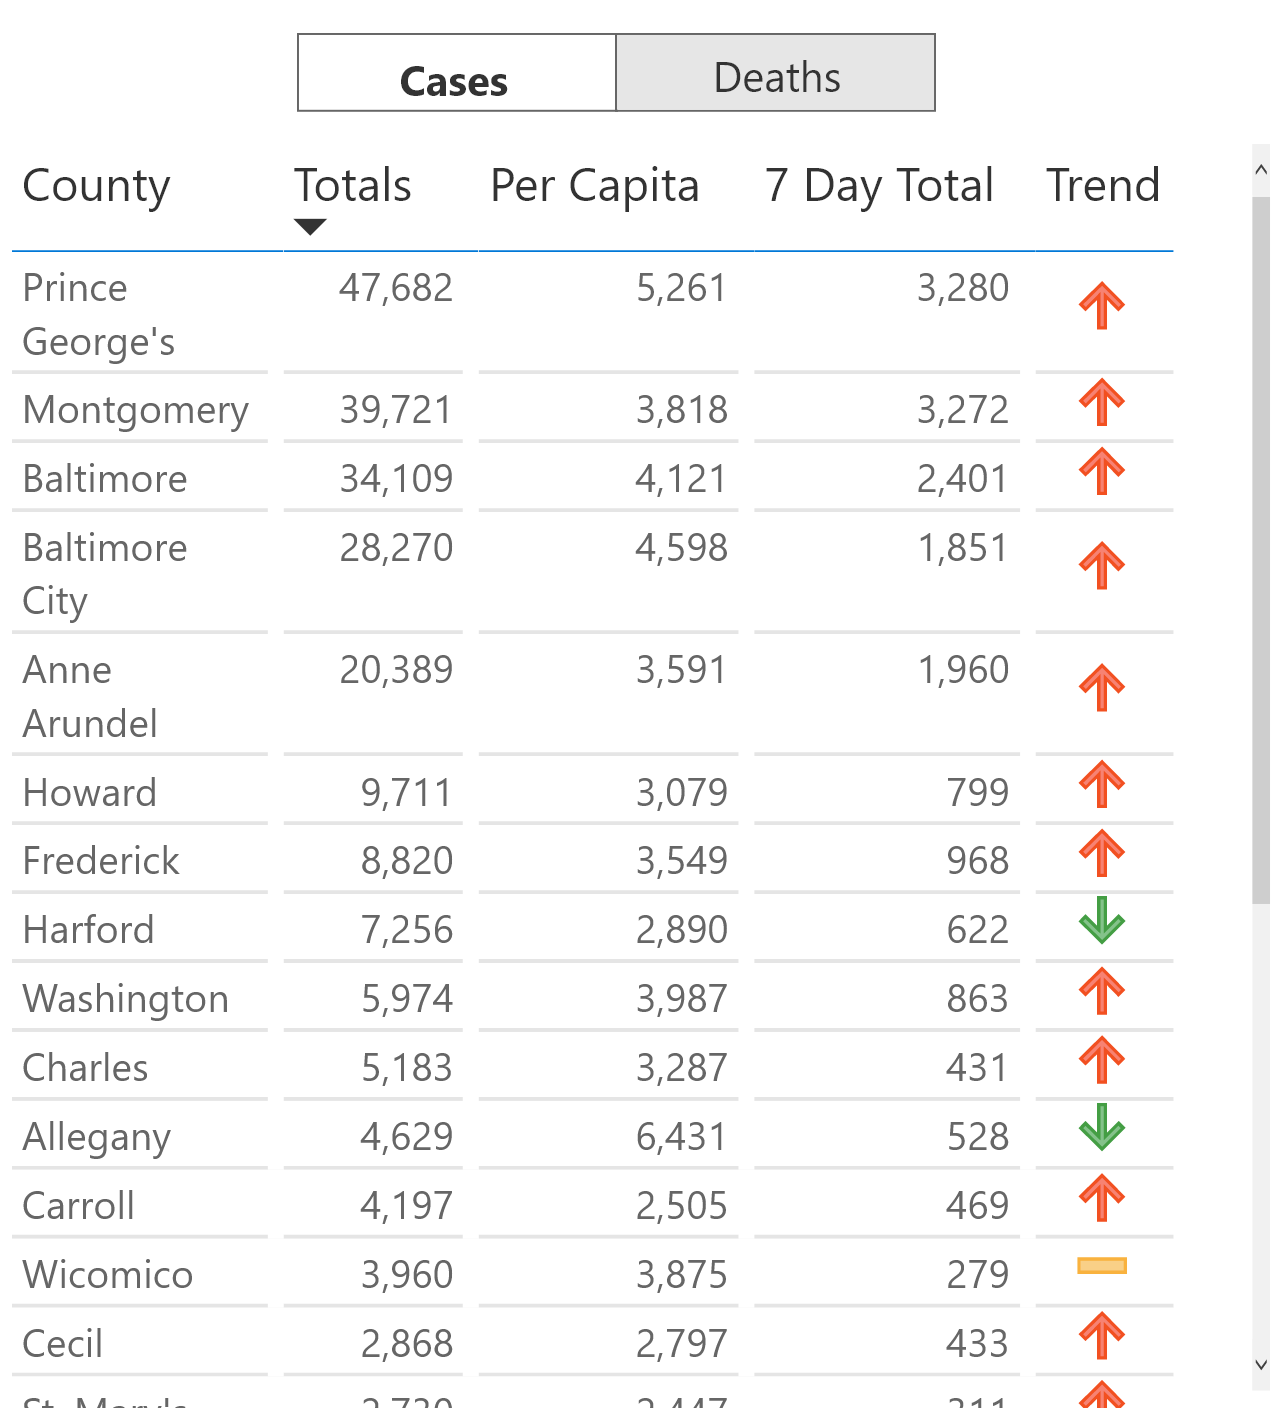 Cases Deaths
County Totals Per Capita 7 Day Total Trend
Prince 47,682 5,261 3,280
George's
Montgomery 39,721 3,818 3,272
Baltimore 34,109 4,121 2,401
Baltimore 28,270 4,598 1,851
City
Anne 20,389 3,591 1,960
Arundel
Howard 9,711 3,079 799
Frederick 8,820 3,549 968
Harford 7,256 2,890 622
Washington 5,974 3,987 863
Charles 5,183 3,287 431
Allegany 4,629 6,431 528
Carroll 4,197 2,505 469
Wicomico 3,960 3,875 279
Cecil 2,868 2,797 433
St. Mary's